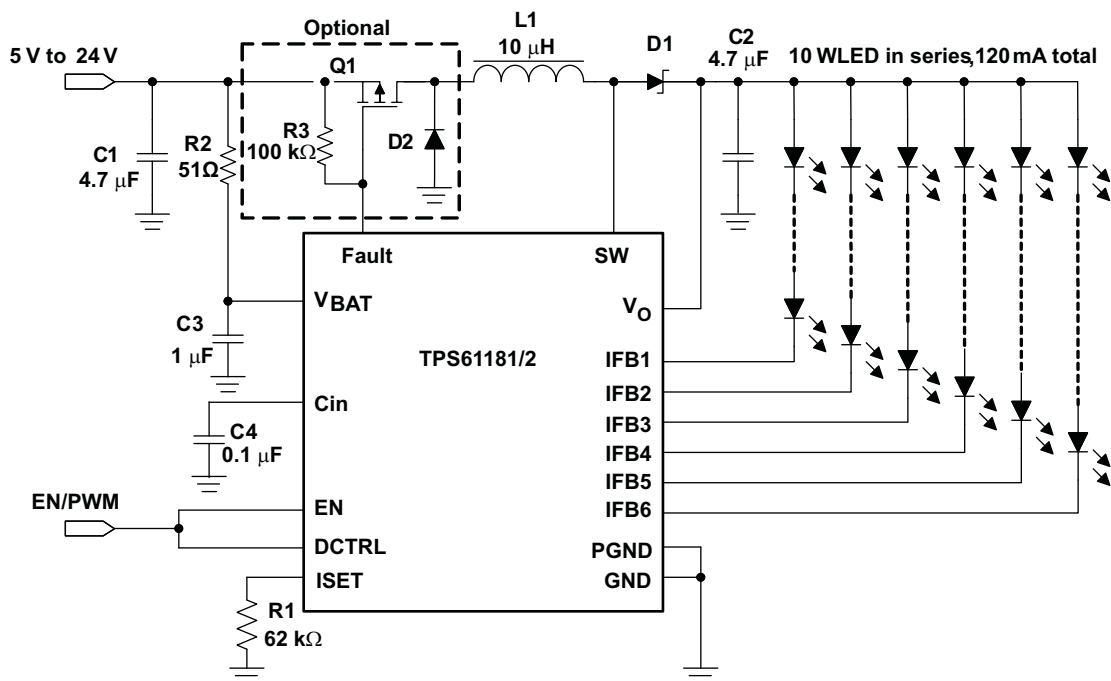 Optional
L1
10 μH
5 V to 24 V
Q1
D1
C2
4.7 μF
10 WLED in series,120 mA total
R3
100 kΩ
D2
C1
4.7 μF
R2
51Ω
Fault
SW
VBAT
VO
C3
1 μF
TPS61181/2
IFB1
IFB2
Cin
IFB3
C4
0.1 μF
IFB4
IFB5
EN/PWM
EN
IFB6
DCTRL
PGND
ISET
GND
R1
62 kΩ